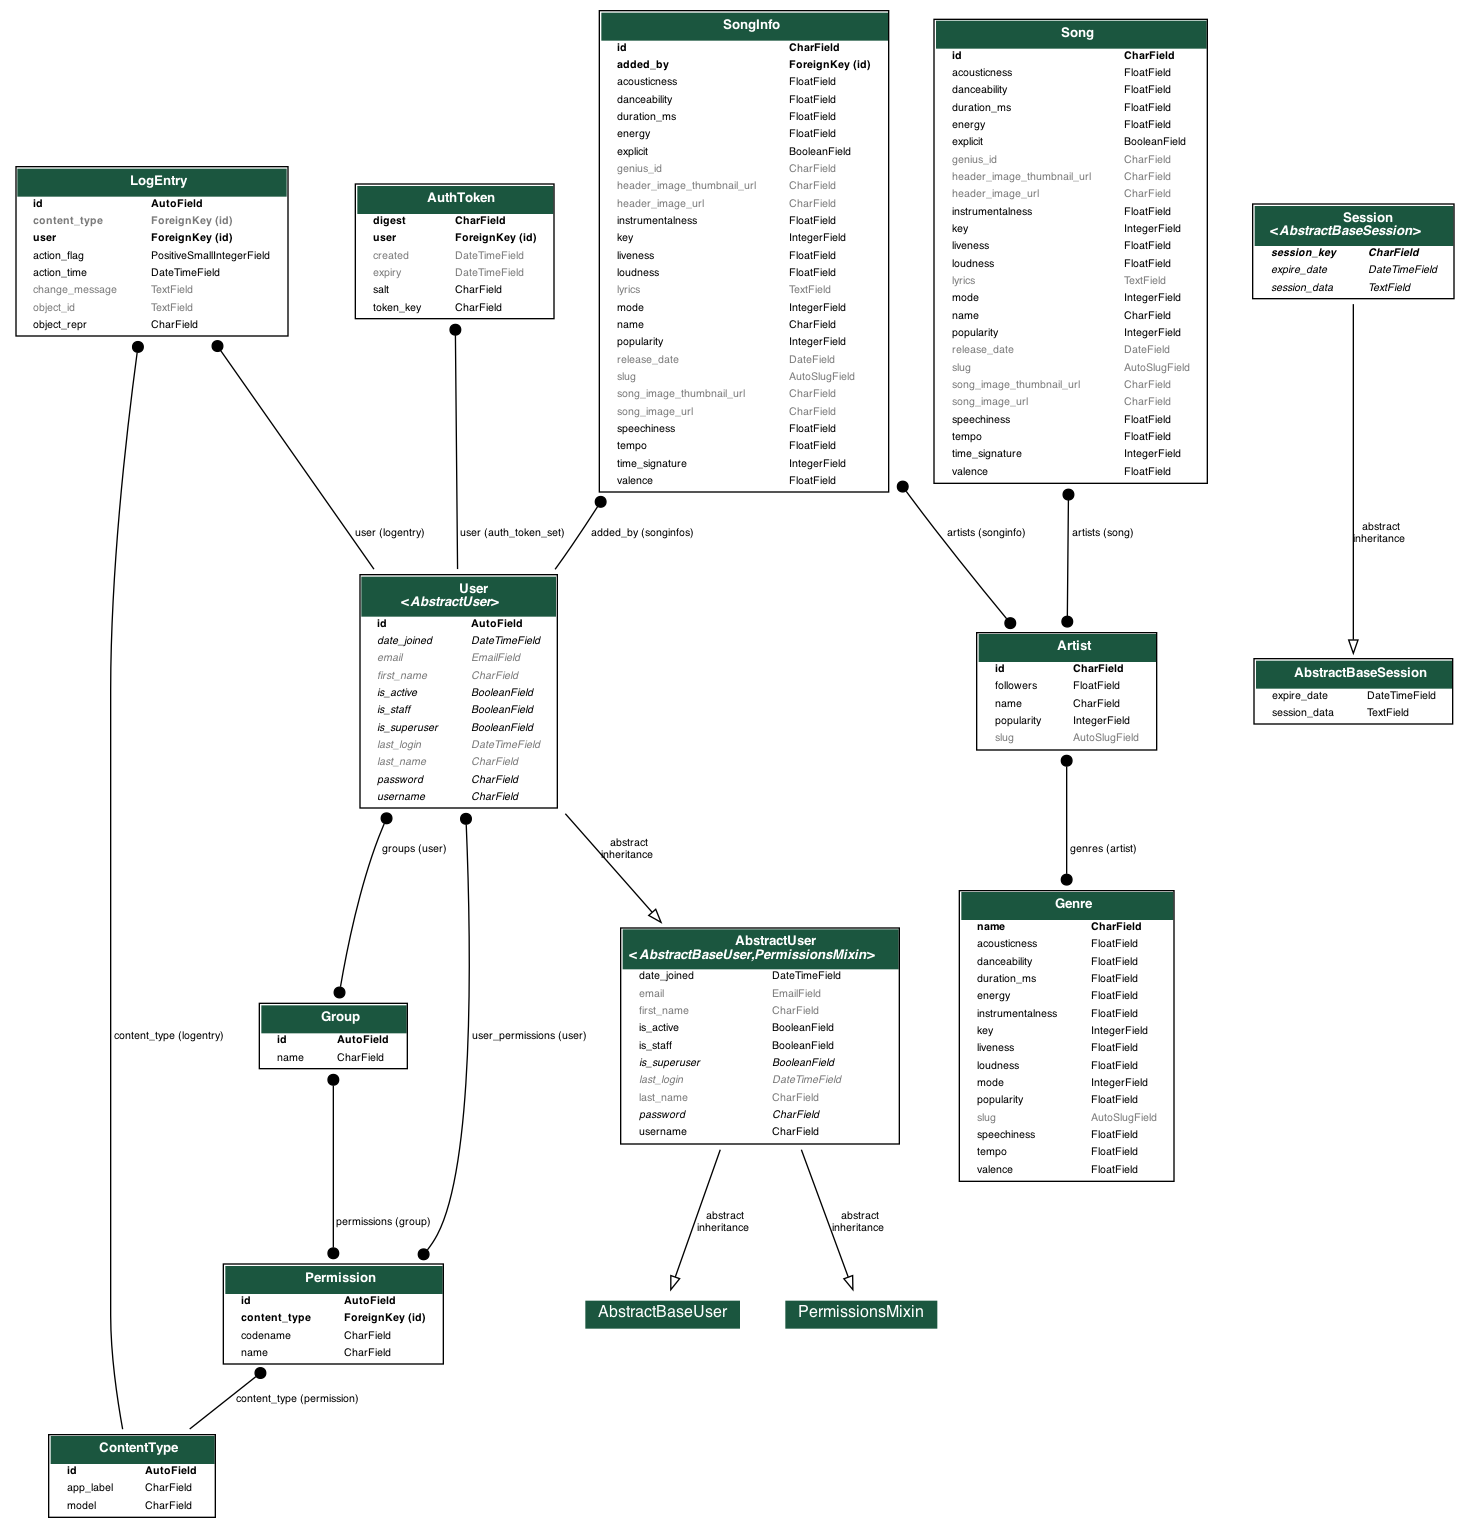 SongInfo
id CharField
added_by ForeignKey (id)
acousticness FloatField
danceability FloatField
duration_ms FloatField
energy FloatField
explicit BooleanField
genius_id CharField
header_image_thumbnail_url CharField
header_image_url CharField
instrumentalness FloatField
key IntegerField
liveness FloatField
loudness FloatField
lyrics TextField
mode IntegerField
name CharField
popularity IntegerField
release_date DateField
slug AutoSlugField
song_image_thumbnail_url CharField
song_image_url CharField
speechiness FloatField
tempo FloatField
time_signature IntegerField
valence FloatField
Song
id CharField
acousticness FloatField
danceability FloatField
duration_ms FloatField
energy FloatField
explicit BooleanField
genius_id CharField
header_image_thumbnail_url CharField
header_image_url CharField
instrumentalness FloatField
key IntegerField
liveness FloatField
loudness FloatField
lyrics TextField
mode IntegerField
name CharField
popularity IntegerField
release_date DateField
slug AutoSlugField
song_image_thumbnail_url CharField
song_image_url CharField
speechiness FloatField
tempo FloatField
time_signature IntegerField
valence FloatField
LogEntry
id AutoField
content_type ForeignKey (id)
user ForeignKey (id)
action_flag PositiveSmallIntegerField
action_time DateTimeField
change_message TextField
object_id TextField
object_repr CharField
AuthToken
digest CharField
user ForeignKey (id)
created DateTimeField
expiry DateTimeField
salt CharField
token_key CharField
Session
<AbstractBaseSession>
session_key CharField
expire_date DateTimeField
session_data TextField
user (logentry)
user (auth_token_set)
added_by (songinfos)
artists (songinfo)
artists (song)
abstract
inheritance
User
<AbstractUser>
id AutoField
date_joined DateTimeField
email EmailField
first_name CharField
is_active BooleanField
is_staff BooleanField
is_superuser BooleanField
last_login DateTimeField
last_name CharField
password CharField
username CharField
Artist
id CharField
followers FloatField
name CharField
popularity IntegerField
slug AutoSlugField
AbstractBaseSession
expire_date DateTimeField
session_data TextField
groups (user)
abstract
inheritance
genres (artist)
Genre
name CharField
acousticness FloatField
danceability FloatField
duration_ms FloatField
energy FloatField
instrumentalness FloatField
key IntegerField
liveness FloatField
loudness FloatField
mode IntegerField
popularity FloatField
slug AutoSlugField
speechiness FloatField
tempo FloatField
valence FloatField
AbstractUser
<AbstractBaseUser,PermissionsMixin>
date_joined DateTimeField
email EmailField
first_name CharField
is_active BooleanField
is_staff BooleanField
is_superuser BooleanField
last_login DateTimeField
last_name CharField
password CharField
username CharField
Group
id AutoField
name CharField
content_type (logentry)
user_permissions (user)
permissions (group)
abstract
inheritance
abstract
inheritance
Permission
id AutoField
content_type ForeignKey (id)
codename CharField
name CharField
AbstractBaseUser
PermissionsMixin
content_type (permission)
ContentType
id AutoField
app_label CharField
model CharField